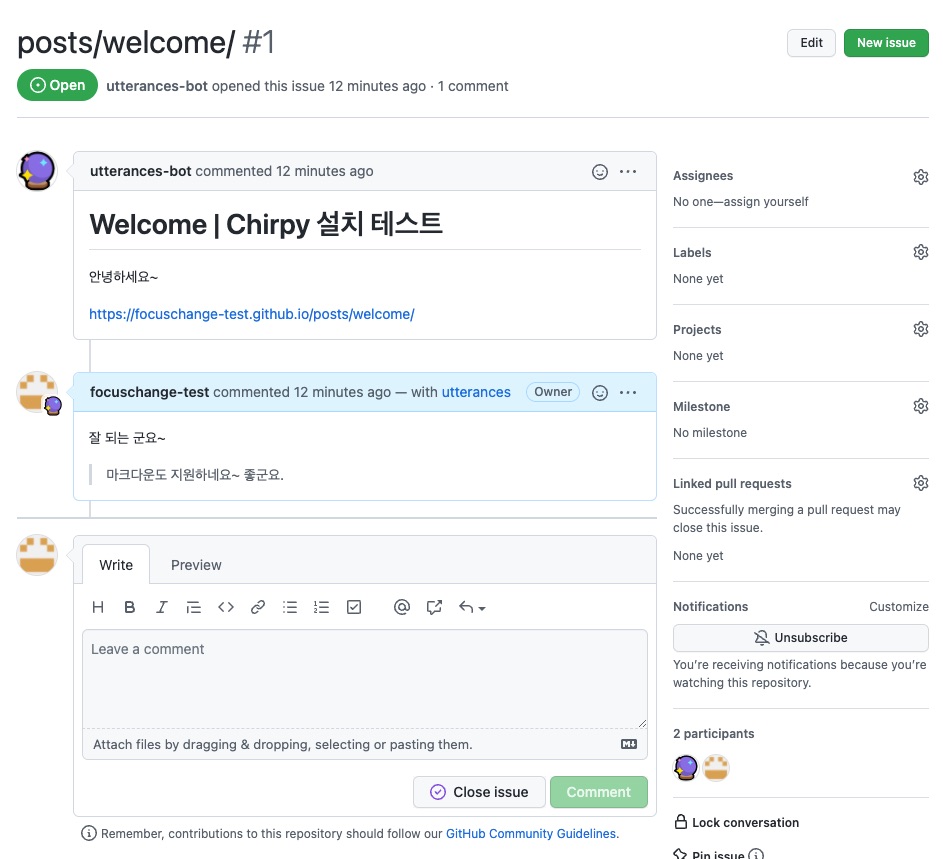 posts/welcome/ #1
Edit
New issue
Open
utterances-bot opened this issue 12 minutes ago · 1 comment
utterances-bot commented 12 minutes ago
Welcome | Chirpy 설치 테스트
안녕하세요~
https://focuschange-test.github.io/posts/welcome/
focuschange-test commented 12 minutes ago — with utterances
Owner
잘 되는 군요~
마크다운도 지원하네요~ 좋군요.
Write
Preview
Leave a comment
Attach files by dragging & dropping, selecting or pasting them.
Close issue
Comment
Remember, contributions to this repository should follow our GitHub Community Guidelines.
Assignees
No one—assign yourself
Labels
None yet
Projects
None yet
Milestone
No milestone
Linked pull requests
Successfully merging a pull request may
close this issue.
None yet
Notifications
Customize
Unsubscribe
You’re receiving notifications because you’re
watching this repository.
2 participants
Lock conversation
Pin issue